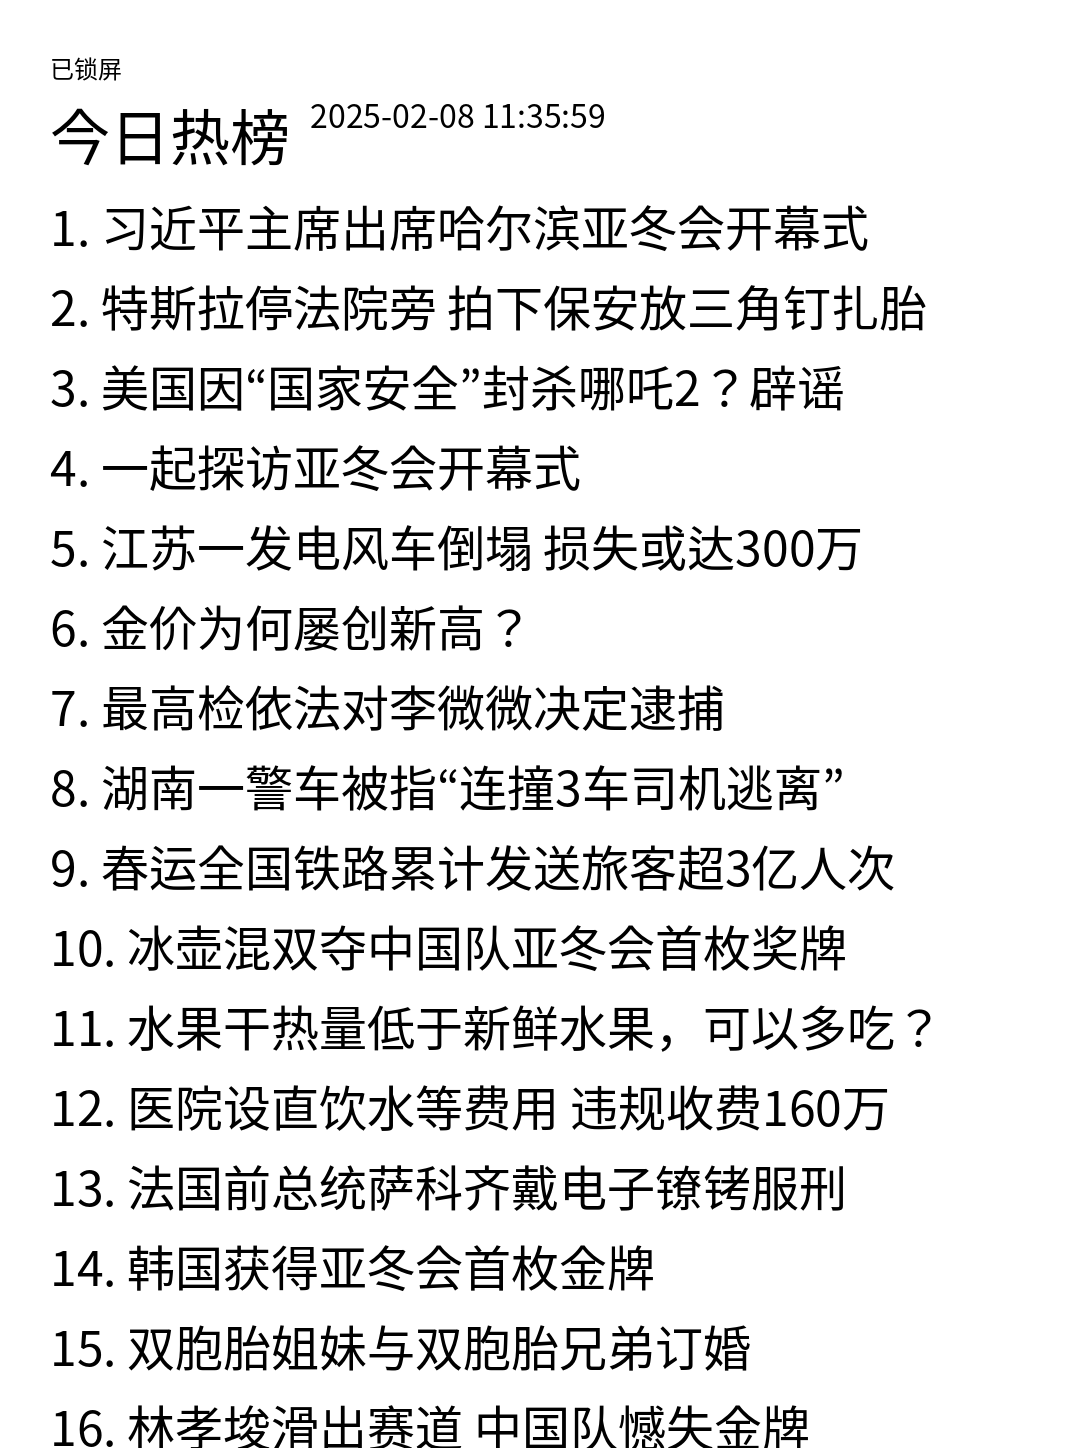 已锁屏
今日热榜 2025-02-08 11:35:59
1. 习近平主席出席哈尔滨亚冬会开幕式
2. 特斯拉停法院旁 拍下保安放三角钉扎胎
3. 美国因“国家安全”封杀哪吒2？辟谣
4. 一起探访亚冬会开幕式
5. 江苏一发电风车倒塌 损失或达300万
6. 金价为何屡创新高？
7. 最高检依法对李微微决定逮捕
8. 湖南一警车被指“连撞3车司机逃离”
9. 春运全国铁路累计发送旅客超3亿人次
10. 冰壶混双夺中国队亚冬会首枚奖牌
11. 水果干热量低于新鲜水果，可以多吃？
12. 医院设直饮水等费用 违规收费160万
13. 法国前总统萨科齐戴电子镣铐服刑
14. 韩国获得亚冬会首枚金牌
15. 双胞胎姐妹与双胞胎兄弟订婚
16. 林孝埈滑出赛道 中国队憾失金牌